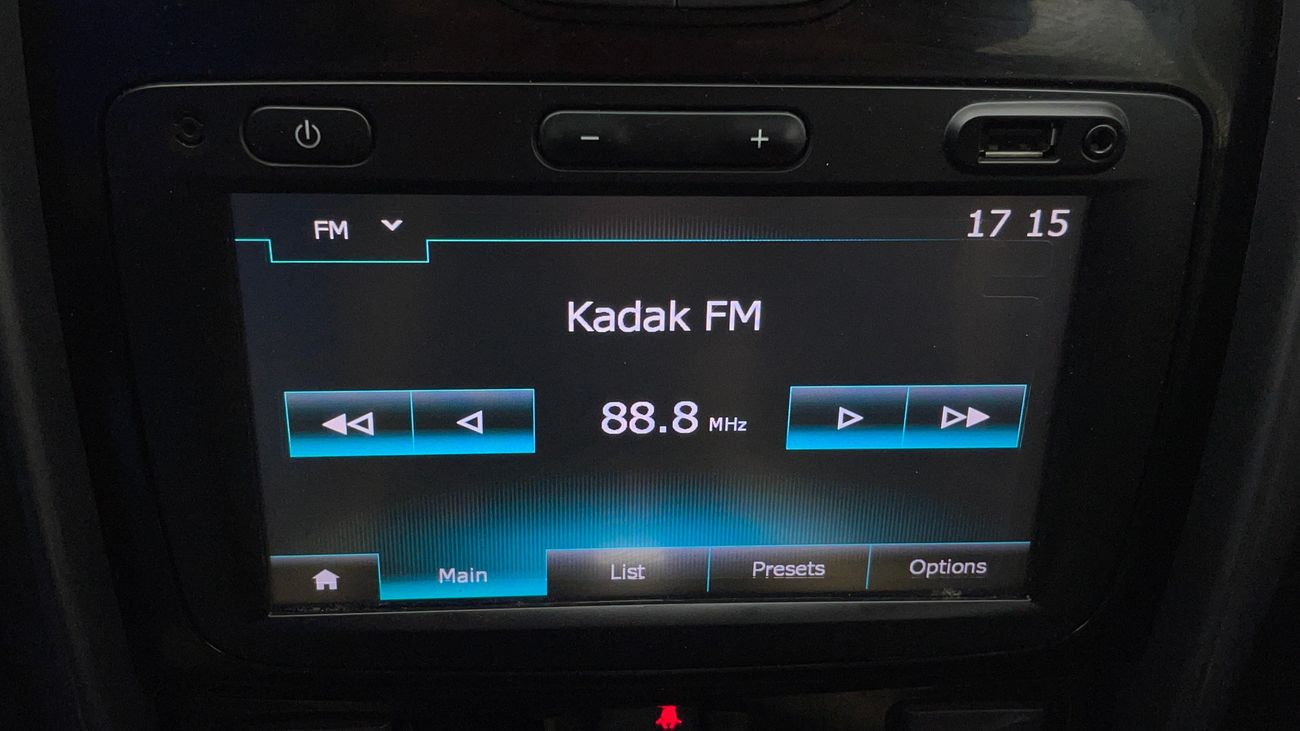 FM
17 15
Kadak FM
88.8 MHz
Main
List
Presets
Options